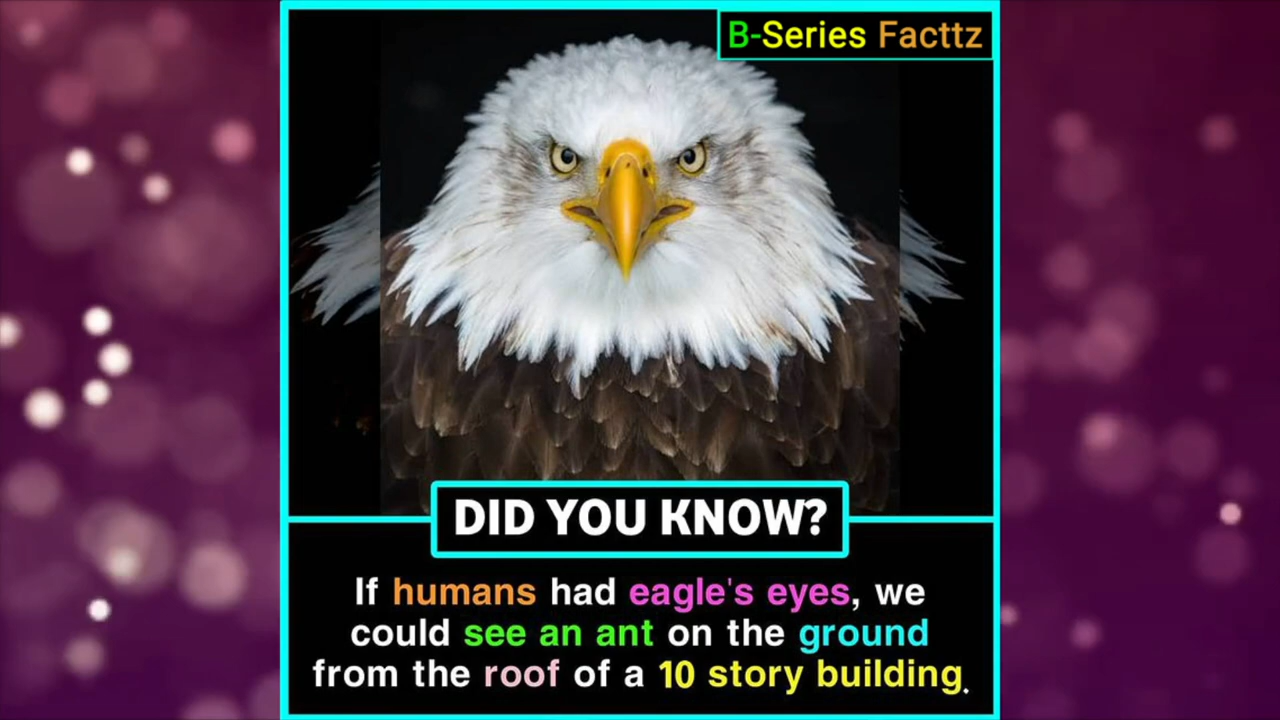 B-Series Facttz
DID YOU KNOW?
If humans had eagle's eyes, we
could see an ant on the ground
from the roof of a 10 story building.